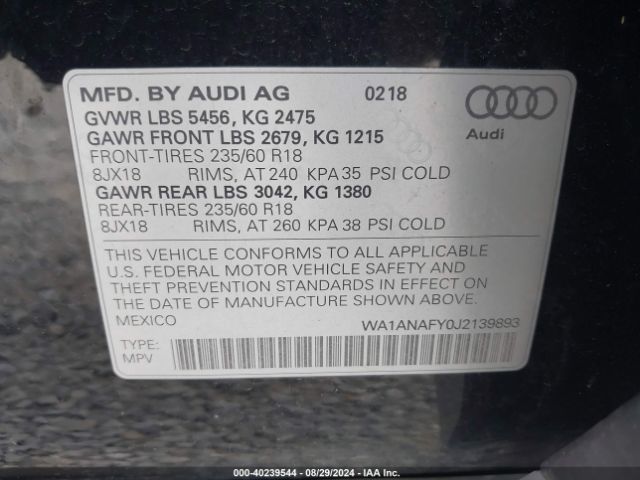 MFD. BY AUDI AG 0218
GVWR LBS 5456, KG 2475
GAWR FRONT LBS 2679, KG 1215
FRONT-TIRES 235/60 R18
8JX18 RIMS, AT 240 KPA 35 PSI COLD
GAWR REAR LBS 3042, KG 1380
REAR-TIRES 235/60 R18
8JX18 RIMS, AT 260 KPA 38 PSI COLD
Audi
THIS VEHICLE CONFORMS TO ALL APPLICABLE
U.S. FEDERAL MOTOR VEHICLE SAFETY AND
THEFT PREVENTION STANDARDS IN EFFECT ON
THE DATE OF MANUFACTURE SHOWN ABOVE.
MEXICO WA1ANAFY0J2139893
TYPE:
MPV
000-40239544 - 08/29/2024 - IAA Inc.